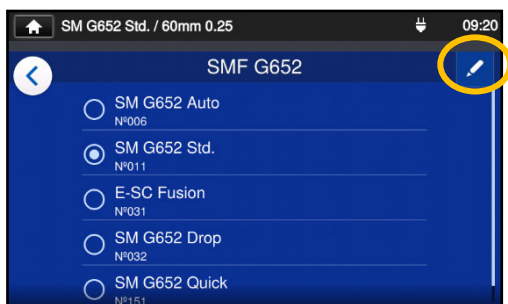 SM G652 Std. / 60mm 0.25 09:20
SMF G652
SM G652 Auto
Nº006
SM G652 Std.
Nº011
E-SC Fusion
Nº031
SM G652 Drop
Nº032
SM G652 Quick
Nº151